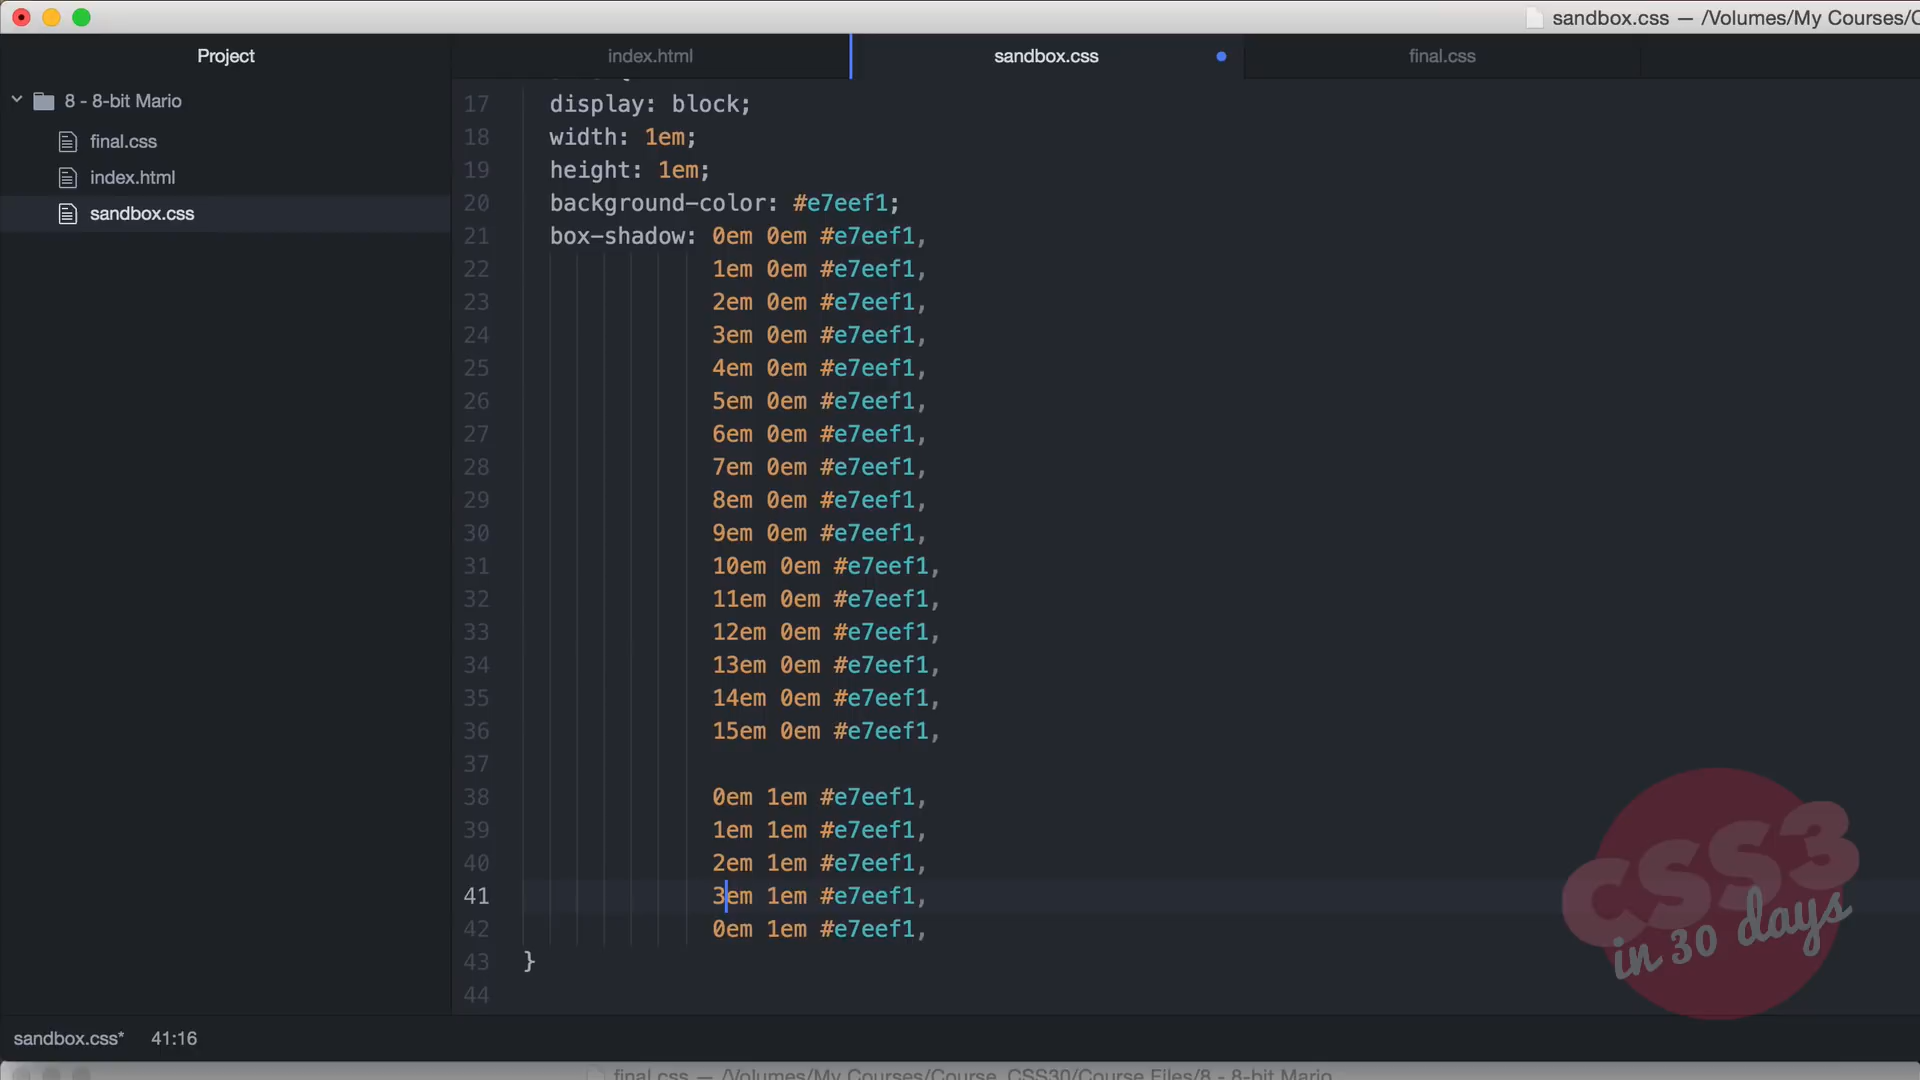 sandbox.css — /Volumes/My Courses/C
Project
index.html
sandbox.css
final.css
8 - 8-bit Mario
final.css
index.html
sandbox.css
17 display: block;
18 width: 1em;
19 height: 1em;
20 background-color: #e7eef1;
21 box-shadow: 0em 0em #e7eef1,
22 1em 0em #e7eef1,
23 2em 0em #e7eef1,
24 3em 0em #e7eef1,
25 4em 0em #e7eef1,
26 5em 0em #e7eef1,
27 6em 0em #e7eef1,
28 7em 0em #e7eef1,
29 8em 0em #e7eef1,
30 9em 0em #e7eef1,
31 10em 0em #e7eef1,
32 11em 0em #e7eef1,
33 12em 0em #e7eef1,
34 13em 0em #e7eef1,
35 14em 0em #e7eef1,
36 15em 0em #e7eef1,
37
38 0em 1em #e7eef1,
39 1em 1em #e7eef1,
40 2em 1em #e7eef1,
41 3em 1em #e7eef1,
42 0em 1em #e7eef1,
43 }
44
CSS3
in 30 days
sandbox.css* 41:16
final.css — /Volumes/My Courses/Course_CSS30/Course Files/8 - 8-bit Mario